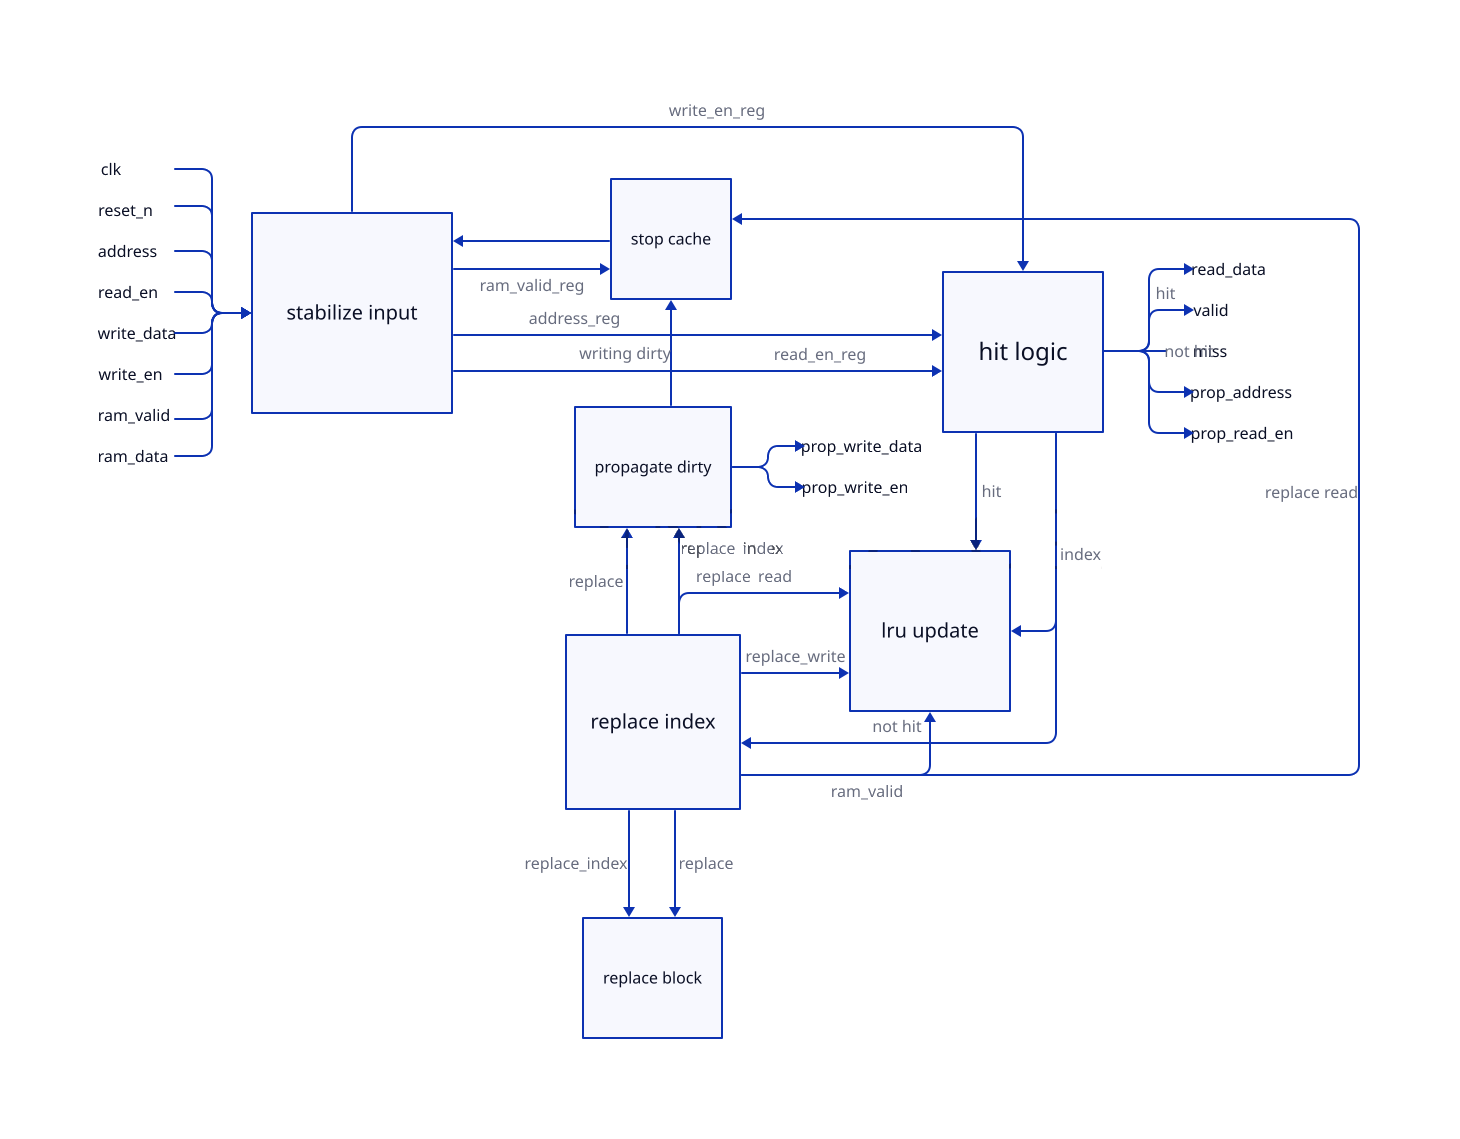 write_en_reg
clk
reset_n
address
read_en
write_data
write_en
ram_valid
ram_data
stabilize input
stop cache
ram_valid_reg
address_reg
writing dirty
read_en_reg
hit logic
hit
read_data
valid
not hit
miss
prop_address
prop_read_en
propagate dirty
prop_write_data
prop_write_en
hit
replace read
index
replace index
replace
replace read
lru update
replace_write
replace index
not hit
ram_valid
replace_index
replace
replace block